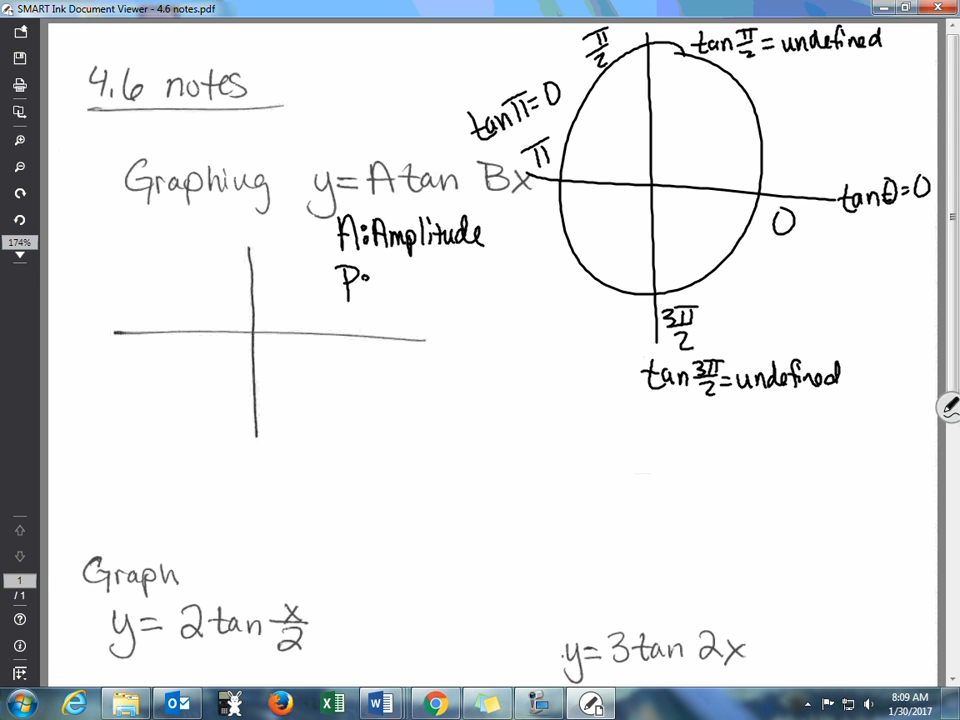 SMART Ink Document Viewer - 4.6 notes.pdf
4.6 notes
π/2
tan π/2 = undefined
tan π = 0
π
Graphing y = A tan Bx
tan θ = 0
0
A: Amplitude
P:
3π/2
tan 3π/2 = undefined
174%
Graph
y = 2 tan x/2
y = 3 tan 2x
1
/ 1
8:09 AM
1/30/2017